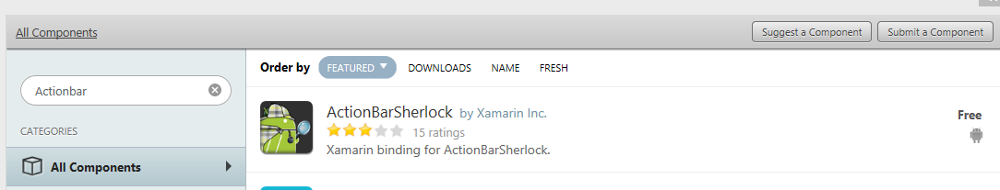 All Components
Suggest a Component
Submit a Component
Order by FEATURED DOWNLOADS NAME FRESH
Actionbar
CATEGORIES
All Components
ActionBarSherlock by Xamarin Inc.
15 ratings
Xamarin binding for ActionBarSherlock.
Free